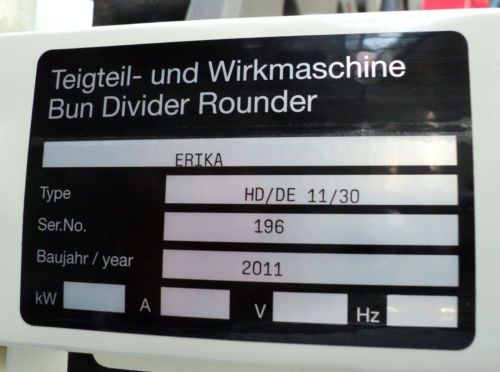 Teigteil- und Wirkmaschine
Bun Divider Rounder
ERIKA
Type HD/DE 11/30
Ser.No. 196
Baujahr / year 2011
kW A V Hz